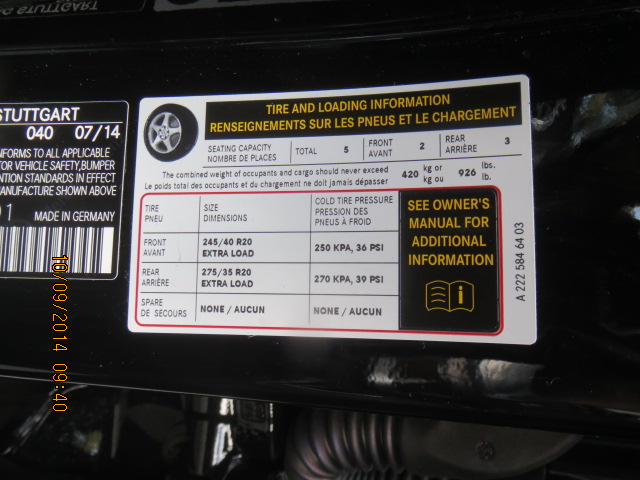 STUTTGART
STUTTGART
040 07/14
NFORMS TO ALL APPLICABLE
OR VEHICLE SAFETY, BUMPER
ENTION STANDARDS IN EFFECT
MANUFACTURE SHOWN ABOVE
MADE IN GERMANY
TIRE AND LOADING INFORMATION
RENSEIGNEMENTS SUR LES PNEUS ET LE CHARGEMENT
SEATING CAPACITY
NOMBRE DE PLACES
TOTAL 5
FRONT
AVANT
2
REAR
ARRIÈRE
3
The combined weight of occupants and cargo should never exceed
Le poids total des occupants et du chargement ne doit jamais dépasser
420 kg or
kg ou
926 lbs.
lb.
TIRE
PNEU
SIZE
DIMENSIONS
COLD TIRE PRESSURE
PRESSION DES
PNEUS À FROID
FRONT
AVANT
245/40 R20
EXTRA LOAD
250 KPA, 36 PSI
REAR
ARRIÈRE
275/35 R20
EXTRA LOAD
270 KPA, 39 PSI
SPARE
DE SECOURS
NONE / AUCUN
NONE / AUCUN
SEE OWNER'S
MANUAL FOR
ADDITIONAL
INFORMATION
A 222 584 64 03
10/09/2014 09:40